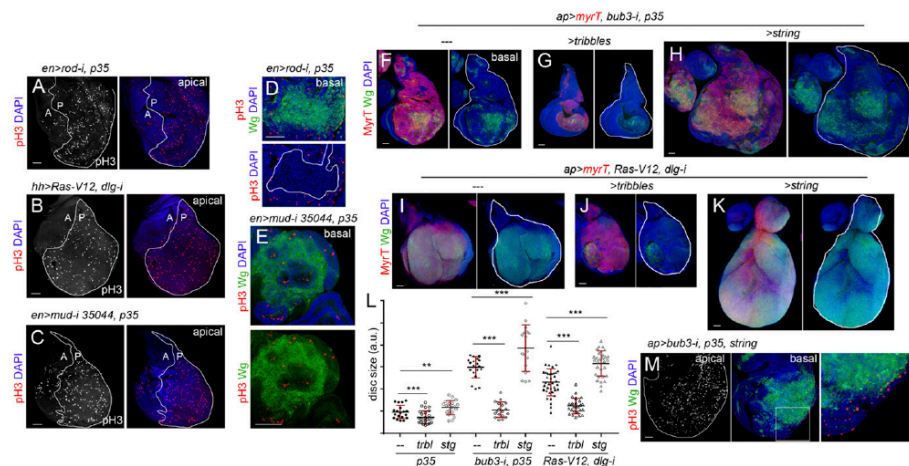 ap>myrT, bub3-i, p35
en>rod-i, p35
en>rod-i, p35
---
>tribbles
>string
A
apical
A
P
A
P
pH3 DAPI
pH3
D
basal
pH3
Wg DAPI
pH3 DAPI
F
basal
G
H
MyrT Wg DAPI
hh>Ras-V12, dlg-i
B
A
P
apical
A
P
pH3 DAPI
pH3
ap>myrT, Ras-V12, dlg-i
---
>tribbles
>string
en>mud-i 35044, p35
E
basal
pH3 Wg DAPI
pH3 Wg
I
J
K
MyrT Wg DAPI
en>mud-i 35044, p35
C
A
P
apical
A
P
pH3 DAPI
pH3
L
disc size (a.u.)
***
***
***
**
***
***
***
-- trbl stg -- trbl stg -- trbl stg
p35 bub3-i, p35 Ras-V12, dlg-i
ap>bub3-i, p35, string
M
apical
basal
pH3 Wg DAPI